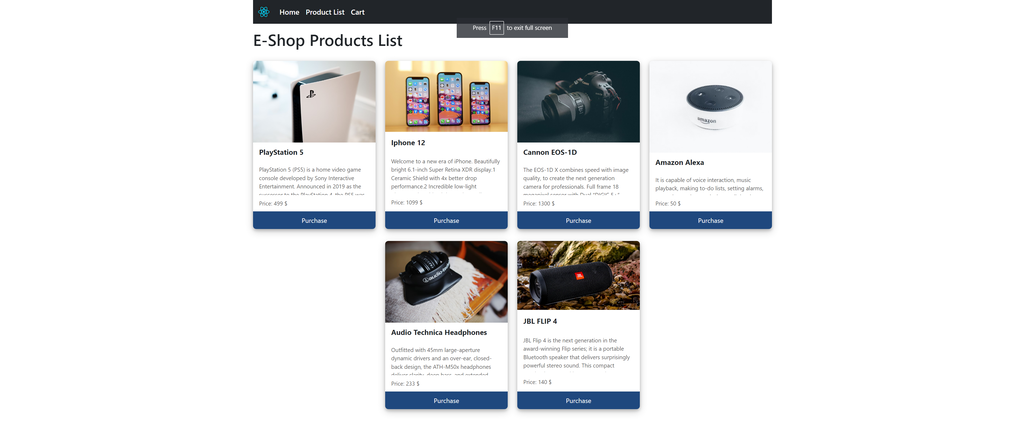 Home Product List Cart
Press F11 to exit full screen
E-Shop Products List
PlayStation 5
PlayStation 5 (PS5) is a home video game
console developed by Sony Interactive
Entertainment. Announced in 2019 as the
Price: 499 $
Purchase
Iphone 12
Welcome to a new era of iPhone. Beautifully
bright 6.1-inch Super Retina XDR display.1
Ceramic Shield with 4x better drop
performance.2 Incredible low-light
Price: 1099 $
Purchase
Cannon EOS-1D
The EOS-1D X combines speed with image
quality, to create the next generation
camera for professionals. Full frame 18
Price: 1300 $
Purchase
amazon
Amazon Alexa
It is capable of voice interaction, music
playback, making to-do lists, setting alarms,
Price: 50 $
Purchase
audio-technica
Audio Technica Headphones
Outfitted with 45mm large-aperture
dynamic drivers and an over-ear, closed-
back design, the ATH-M50x headphones
Price: 233 $
Purchase
JBL
JBL FLIP 4
JBL Flip 4 is the next generation in the
award-winning Flip series; it is a portable
Bluetooth speaker that delivers surprisingly
powerful stereo sound. This compact
Price: 140 $
Purchase